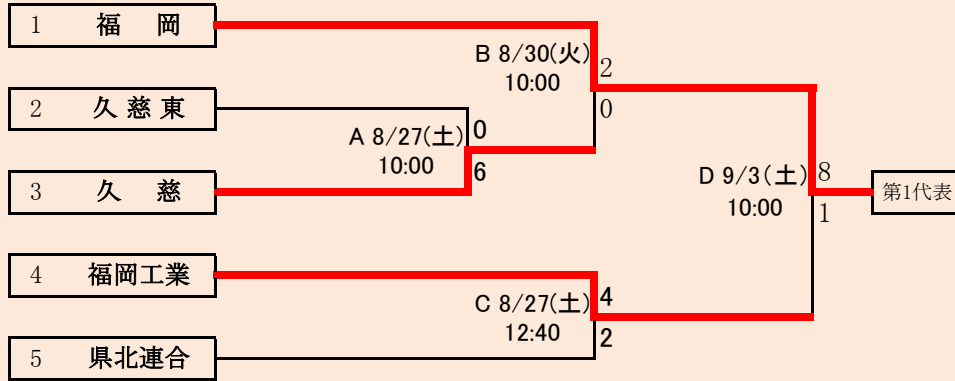 1 福 岡
B 8/30(火)
10:00
2
0
2 久慈東
A 8/27(土)
10:00
0
6
3 久 慈
D 9/3(土)
10:00
8
1
第1代表
4 福岡工業
C 8/27(土)
12:40
4
2
5 県北連合